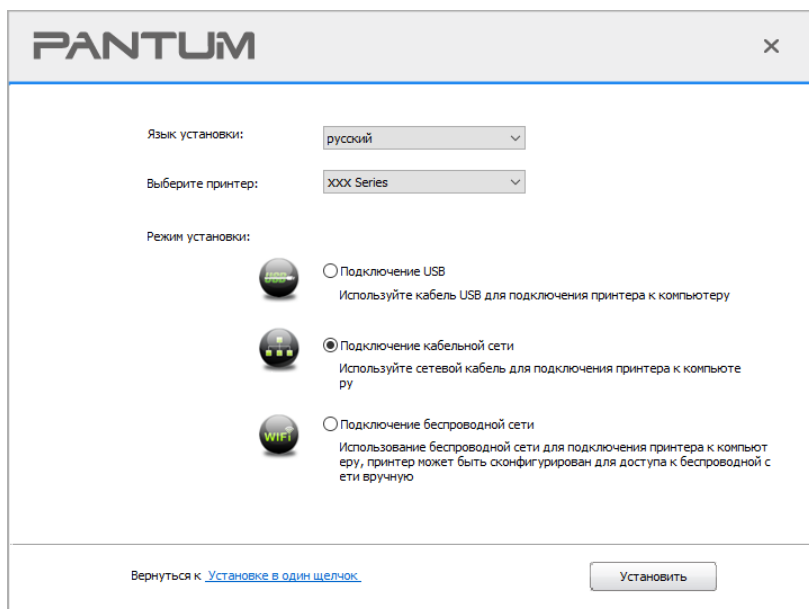 PANTUM
Язык установки:
русский
Выберите принтер:
XXX Series
Режим установки:
USB
Подключение USB
Используйте кабель USB для подключения принтера к компьютеру
Подключение кабельной сети
Используйте сетевой кабель для подключения принтера к компьюте
ру
WiFi
Подключение беспроводной сети
Использование беспроводной сети для подключения принтера к компьют
еру, принтер может быть сконфигурирован для доступа к беспроводной с
ети вручную
Вернуться к Установке в один щелчок
Установить